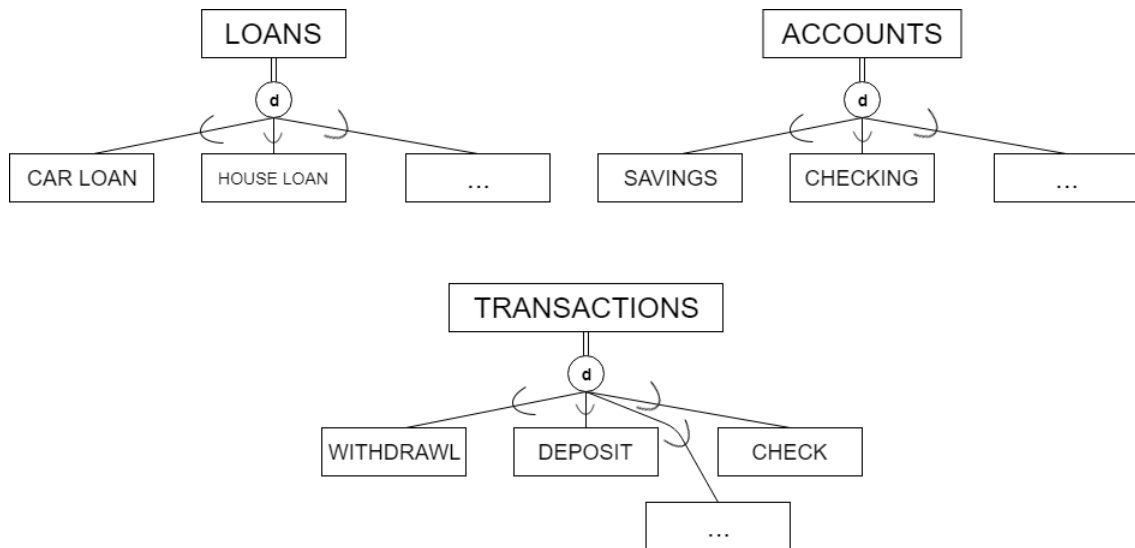 LOANS
ACCOUNTS
d
d
CAR LOAN
HOUSE LOAN
...
SAVINGS
CHECKING
...
TRANSACTIONS
d
WITHDRAWL
DEPOSIT
CHECK
...